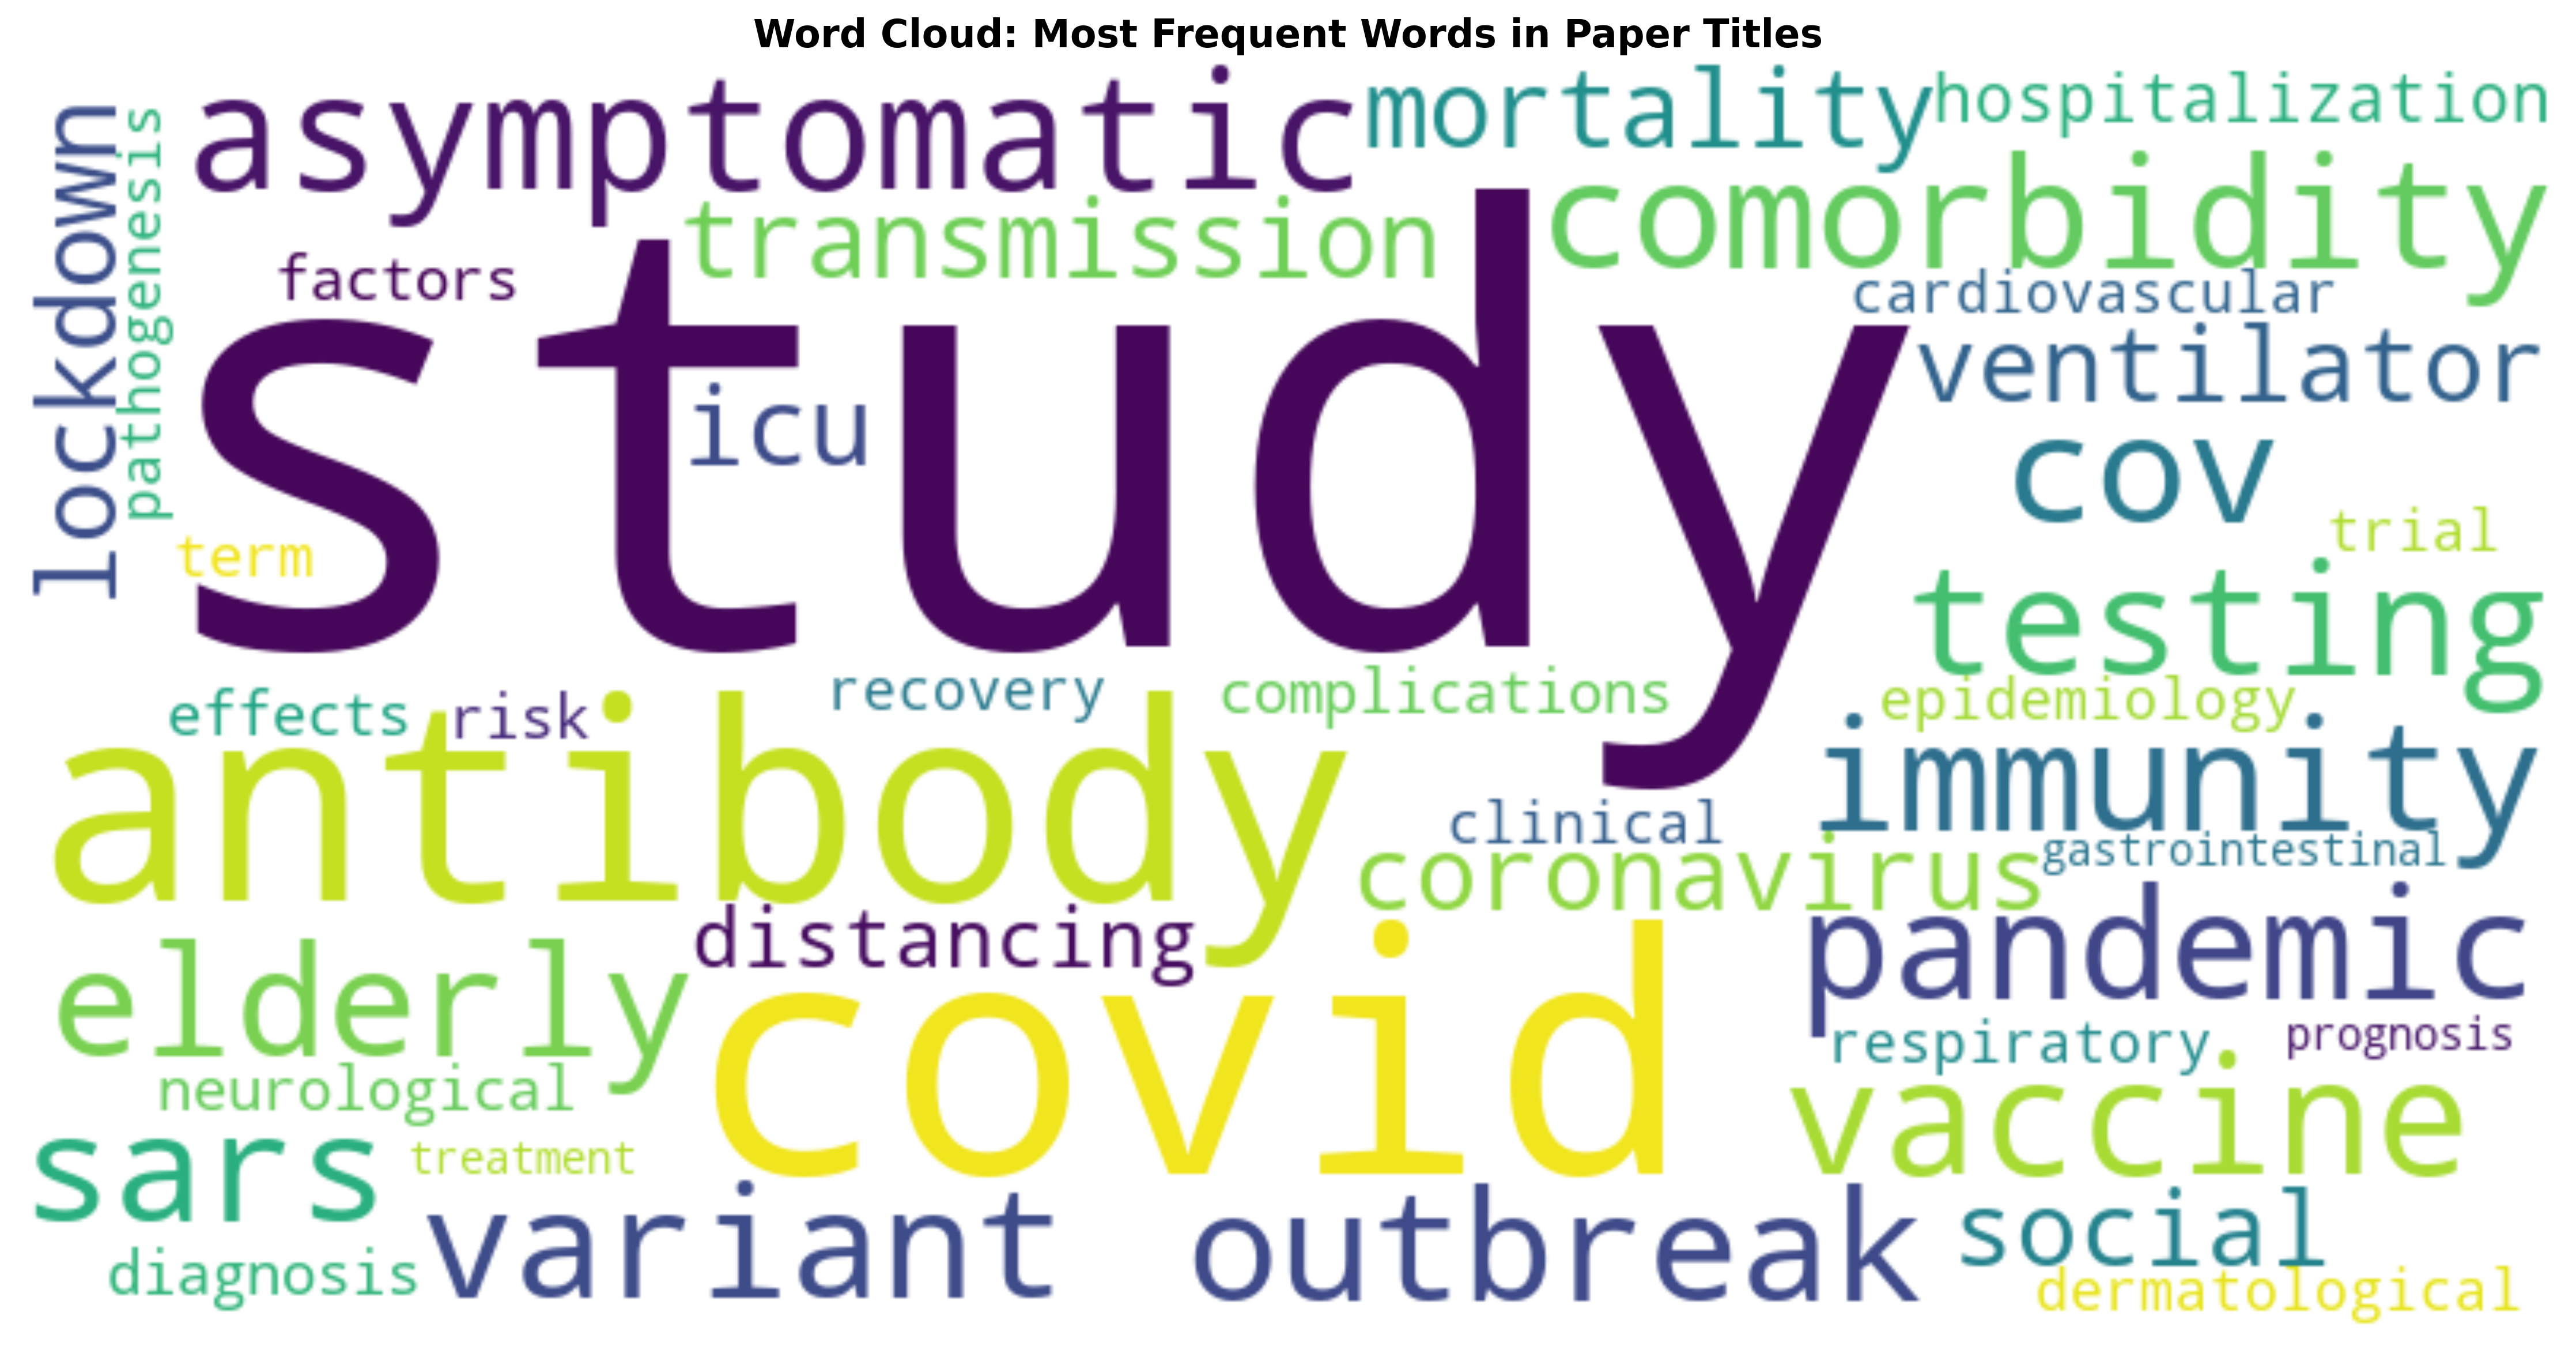 Word Cloud: Most Frequent Words in Paper Titles
lockdown
pathogenesis
asymptomatic
mortality
hospitalization
transmission
comorbidity
factors
cardiovascular
study
icu
ventilator
cov
term
trial
testing
effects
risk
recovery
complications
epidemiology
antibody
immunity
clinical
coronavirus
gastrointestinal
distancing
pandemic
elderly
covid
respiratory
prognosis
neurological
vaccine
sars
treatment
variant
outbreak
social
diagnosis
dermatological